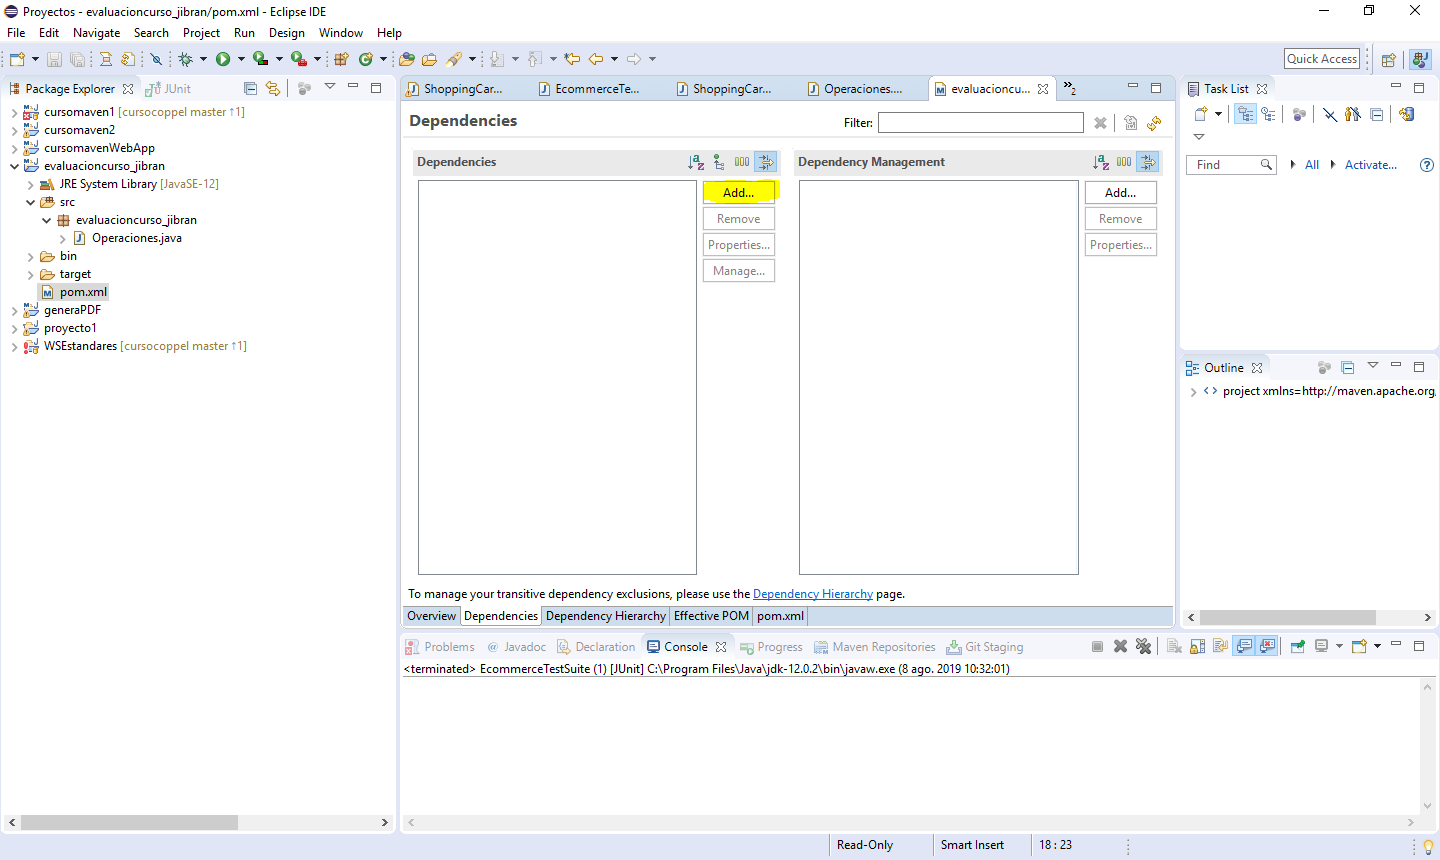 Proyectos - evaluacioncurso_jibran/pom.xml - Eclipse IDE
File Edit Navigate Search Project Run Design Window Help
Quick Access
Package Explorer JUnit
cursomaven1 [cursocoppel master ↑1]
cursomaven2
cursomavenWebApp
evaluacioncurso_jibran
JRE System Library [JavaSE-12]
src
evaluacioncurso_jibran
Operaciones.java
bin
target
pom.xml
generaPDF
proyecto1
WSEstandares [cursocoppel master ↑1]
ShoppingCar... EcommerceTe... ShoppingCar... Operaciones.... evaluacioncu... »2
Dependencies
Filter:
Dependencies
Add...
Remove
Properties...
Manage...
Dependency Management
Add...
Remove
Properties...
To manage your transitive dependency exclusions, please use the Dependency Hierarchy page.
Overview Dependencies Dependency Hierarchy Effective POM pom.xml
Task List
Find All Activate...
Outline
project xmlns=http://maven.apache.org,
Problems @ Javadoc Declaration Console Progress Maven Repositories Git Staging
<terminated> EcommerceTestSuite (1) [JUnit] C:\Program Files\Java\jdk-12.0.2\bin\javaw.exe (8 ago. 2019 10:32:01)
Read-Only Smart Insert 18 : 23